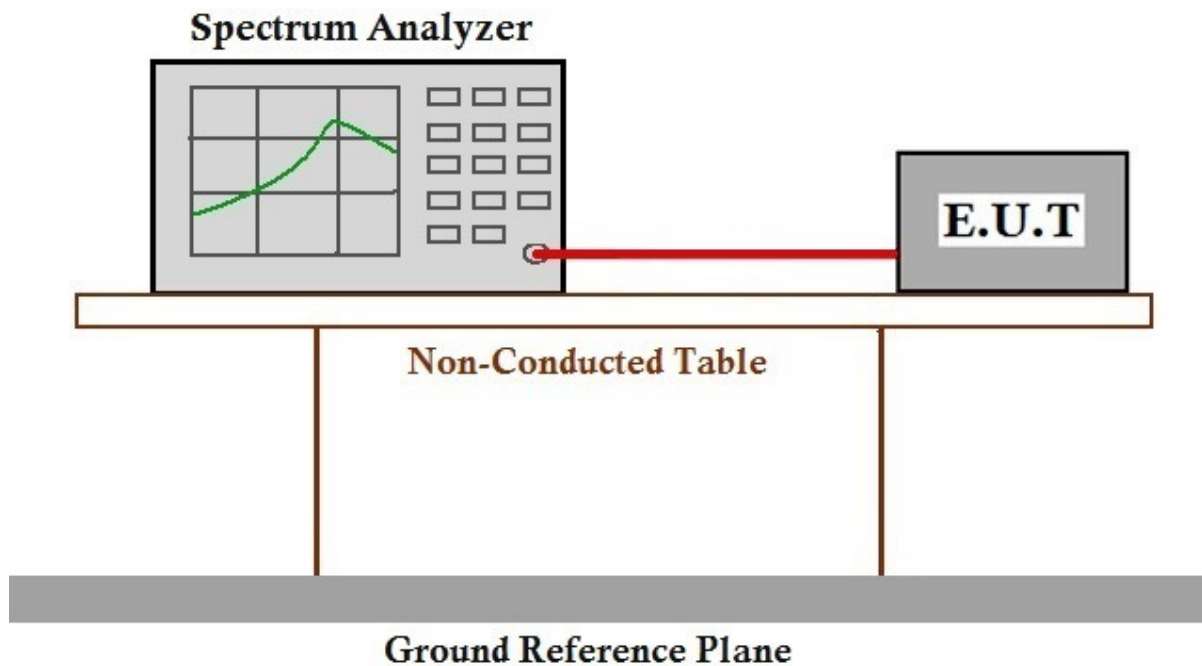 Spectrum Analyzer
E.U.T
Non-Conducted Table
Ground Reference Plane